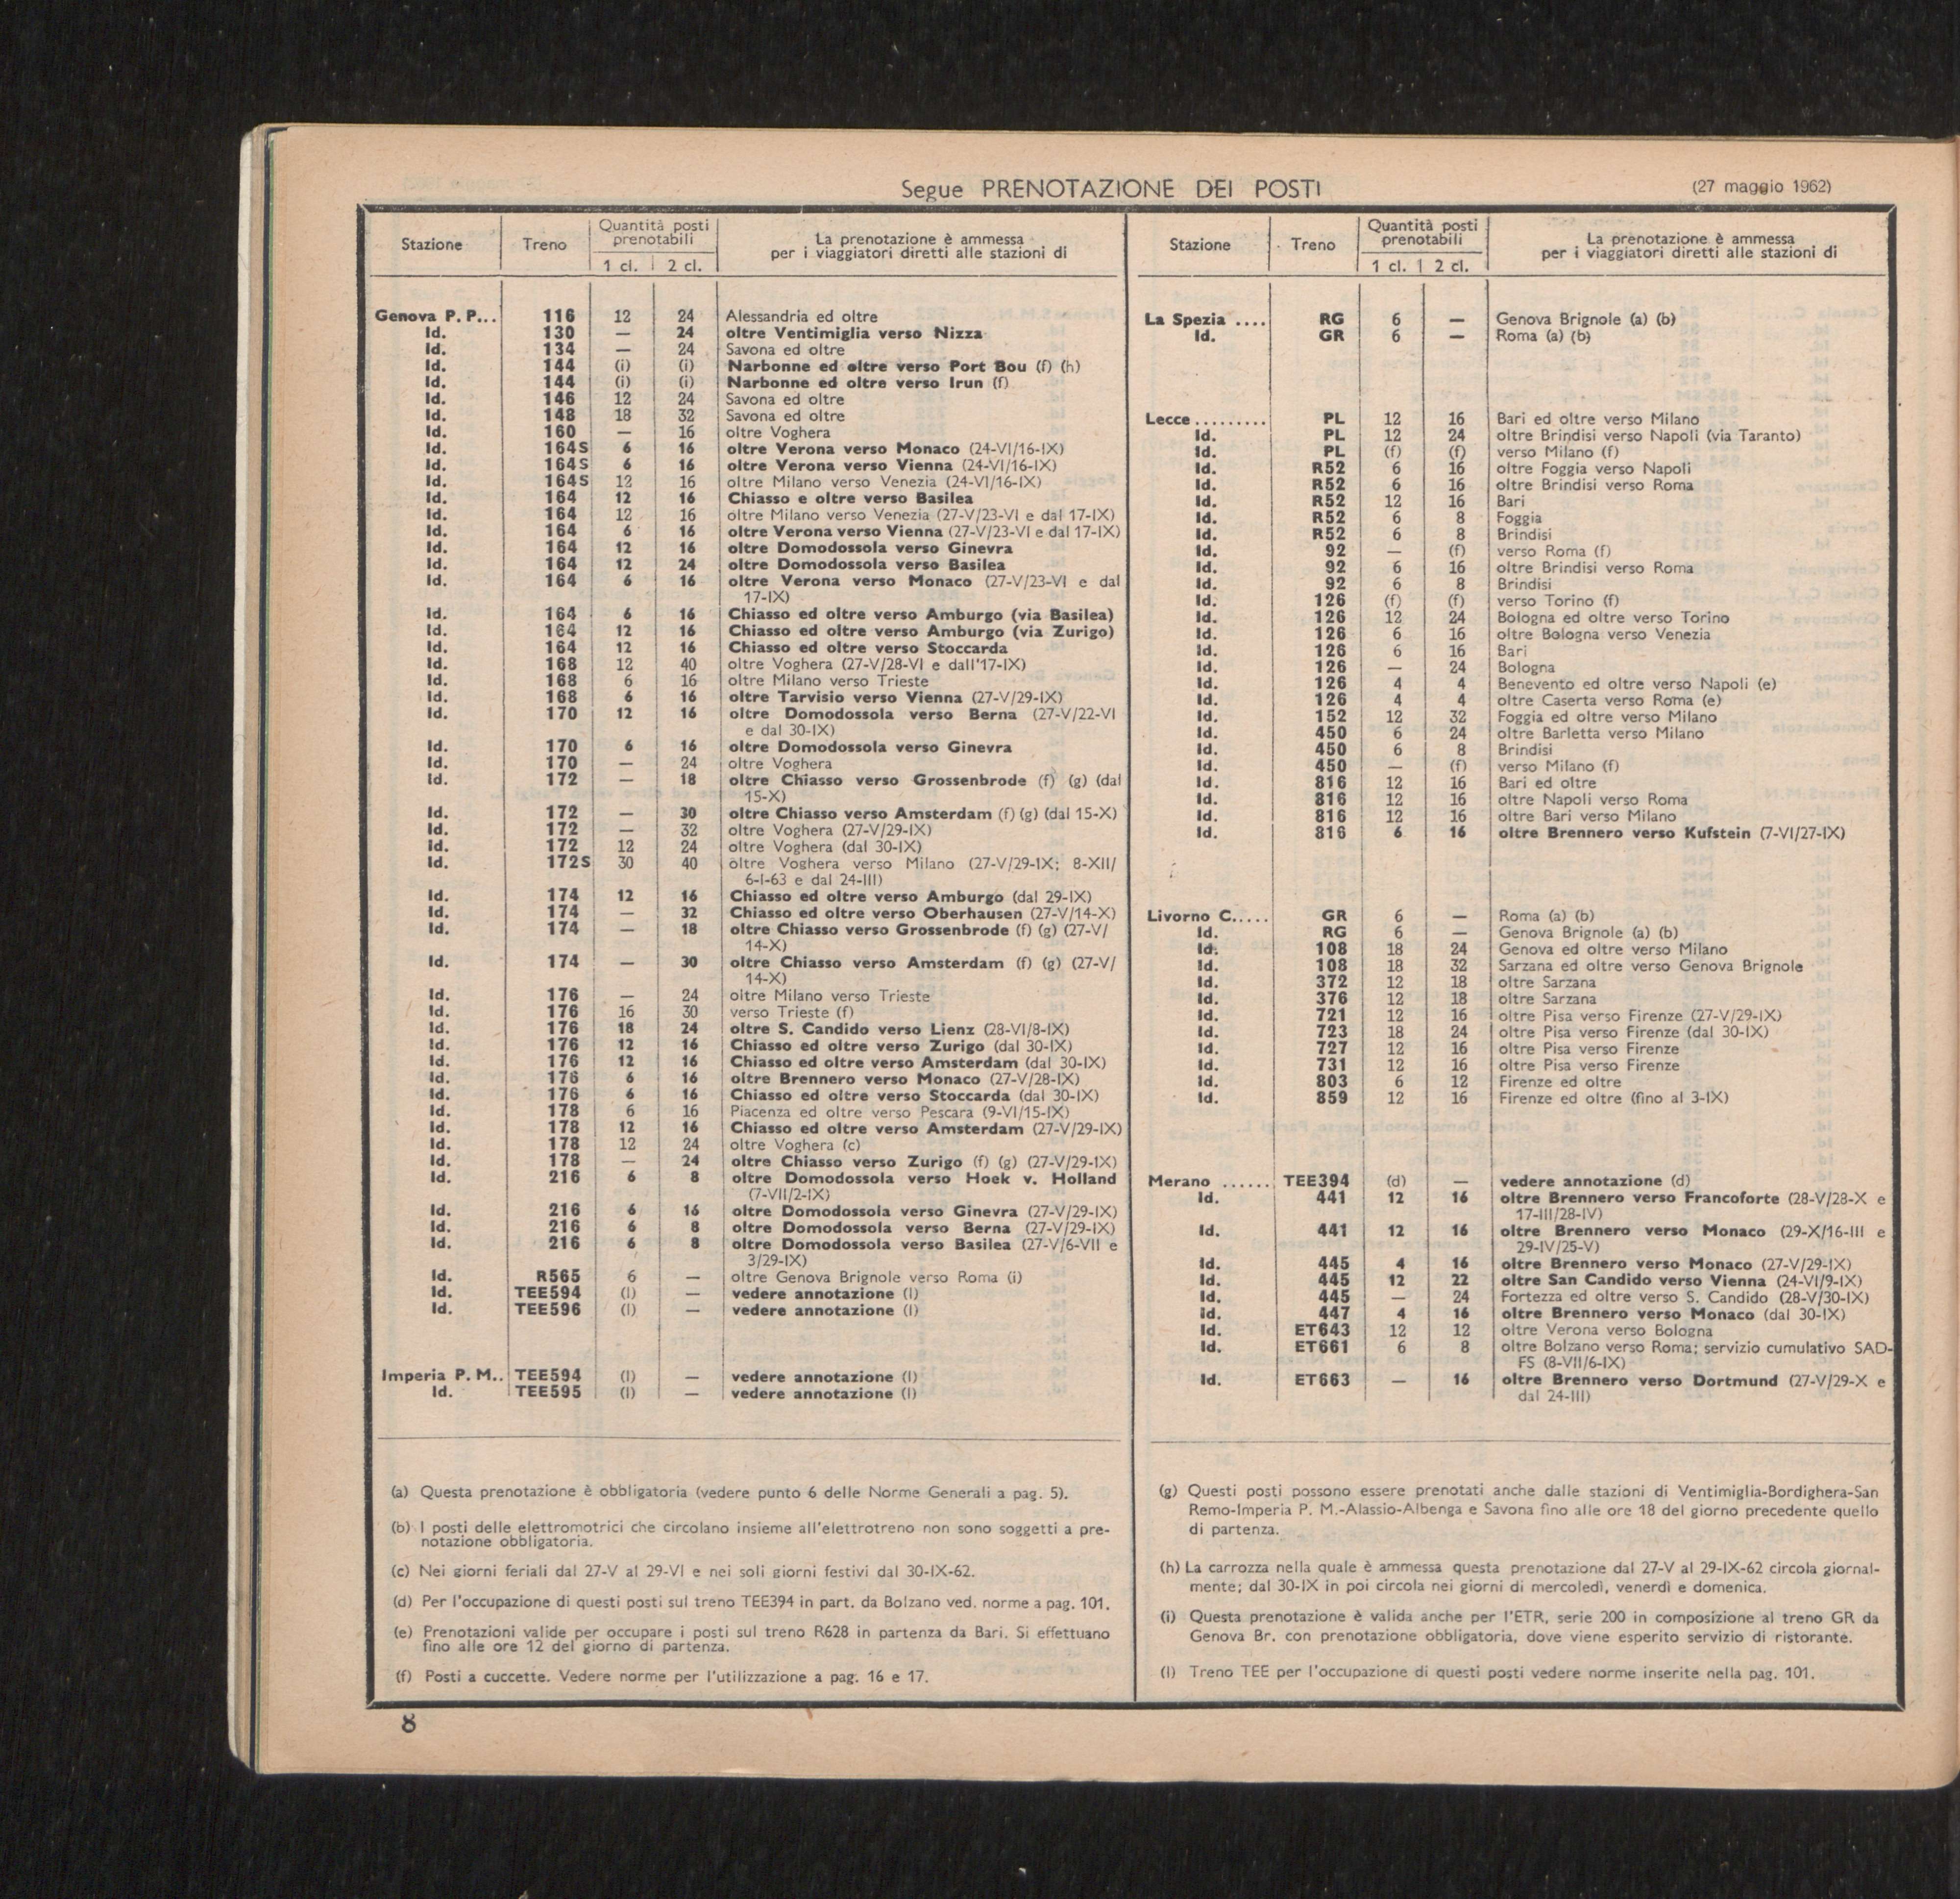 Segue PRENOTAZIONE DEI POSTI
(27 maggio 1962)
Stazione Treno Quantità posti prenotabili La prenotazione è ammessa
1 cl. 2 cl. per i viaggiatori diretti alle stazioni di
Genova P. P... 116 12 24 Alessandria ed oltre
Id. 130 — 24 oltre Ventimiglia verso Nizza
Id. 134 — 24 Savona ed oltre
Id. 144 (i) (i) Narbonne ed oltre verso Port Bou (f) (h)
Id. 144 (i) (i) Narbonne ed oltre verso Irun (f)
Id. 146 12 24 Savona ed oltre
Id. 148 18 32 Savona ed oltre
Id. 160 — 16 oltre Voghera
Id. 164S 6 16 oltre Verona verso Monaco (24-VI/16-IX)
Id. 164S 6 16 oltre Verona verso Vienna (24-VI/16-IX)
Id. 164S 12 16 oltre Milano verso Venezia (24-VI/16-IX)
Id. 164 12 16 Chiasso e oltre verso Basilea
Id. 164 12 16 oltre Milano verso Venezia (27-V/23-VI e dal 17-IX)
Id. 164 6 16 oltre Verona verso Vienna (27-V/23-VI e dal 17-IX)
Id. 164 12 16 oltre Domodossola verso Ginevra
Id. 164 12 24 oltre Domodossola verso Basilea
Id. 164 6 16 oltre Verona verso Monaco (27-V/23-VI e dal
17-IX)
Id. 164 6 16 Chiasso ed oltre verso Amburgo (via Basilea)
Id. 164 12 16 Chiasso ed oltre verso Amburgo (via Zurigo)
Id. 164 12 16 Chiasso ed oltre verso Stoccarda
Id. 168 12 40 oltre Voghera (27-V/28-VI e dall'17-IX)
Id. 168 6 16 oltre Milano verso Trieste
Id. 168 6 16 oltre Tarvisio verso Vienna (27-V/29-IX)
Id. 170 12 16 oltre Domodossola verso Berna (27-V/22-VI
e dal 30-IX)
Id. 170 6 16 oltre Domodossola verso Ginevra
Id. 170 — 24 oltre Voghera
Id. 172 — 18 oltre Chiasso verso Grossenbrode (f) (g) (dal
15-X)
Id. 172 — 30 oltre Chiasso verso Amsterdam (f) (g) (dal 15-X)
Id. 172 — 32 oltre Voghera (27-V/29-IX)
Id. 172 12 24 oltre Voghera (dal 30-IX)
Id. 172S 30 40 oltre Voghera verso Milano (27-V/29-IX; 8-XII/
6-I-63 e dal 24-III)
Id. 174 12 16 Chiasso ed oltre verso Amburgo (dal 29-IX)
Id. 174 — 32 Chiasso ed oltre verso Oberhausen (27-V/14-X)
Id. 174 — 18 oltre Chiasso verso Grossenbrode (f) (g) (27-V/
14-X)
Id. 174 — 30 oltre Chiasso verso Amsterdam (f) (g) (27-V/
14-X)
Id. 176 — 24 oltre Milano verso Trieste
Id. 176 16 30 verso Trieste (f)
Id. 176 18 24 oltre S. Candido verso Lienz (28-VI/8-IX)
Id. 176 12 16 Chiasso ed oltre verso Zurigo (dal 30-IX)
Id. 176 12 16 Chiasso ed oltre verso Amsterdam (dal 30-IX)
Id. 176 6 16 oltre Brennero verso Monaco (27-V/28-IX)
Id. 176 6 16 Chiasso ed oltre verso Stoccarda (dal 30-IX)
Id. 178 6 16 Piacenza ed oltre verso Pescara (9-VI/15-IX)
Id. 178 12 16 Chiasso ed oltre verso Amsterdam (27-V/29-IX)
Id. 178 12 24 oltre Voghera (c)
Id. 178 — 24 oltre Chiasso verso Zurigo (f) (g) (27-V/29-IX)
Id. 216 6 8 oltre Domodossola verso Hoek v. Holland
(7-VII/2-IX)
Id. 216 6 16 oltre Domodossola verso Ginevra (27-V/29-IX)
Id. 216 6 8 oltre Domodossola verso Berna (27-V/29-IX)
Id. 216 6 8 oltre Domodossola verso Basilea (27-V/6-VII e
3/29-IX)
Id. R565 6 — oltre Genova Brignole verso Roma (i)
Id. TEE594 (l) — vedere annotazione (l)
Id. TEE596 (l) — vedere annotazione (l)
Imperia P. M.. TEE594 (l) — vedere annotazione (l)
Id. TEE595 (l) — vedere annotazione (l)
(a) Questa prenotazione è obbligatoria (vedere punto 6 delle Norme Generali a pag. 5).
(b) I posti delle elettromotrici che circolano insieme all'elettrotreno non sono soggetti a pre-
notazione obbligatoria.
(c) Nei giorni feriali dal 27-V al 29-VI e nei soli giorni festivi dal 30-IX-62.
(d) Per l'occupazione di questi posti sul treno TEE394 in part. da Bolzano ved. norme a pag. 101.
(e) Prenotazioni valide per occupare i posti sul treno R628 in partenza da Bari. Si effettuano
fino alle ore 12 del giorno di partenza.
(f) Posti a cuccette. Vedere norme per l'utilizzazione a pag. 16 e 17.
8
Stazione Treno Quantità posti prenotabili La prenotazione è ammessa
1 cl. 2 cl. per i viaggiatori diretti alle stazioni di
La Spezia .... RG 6 — Genova Brignole (a) (b)
Id. GR 6 — Roma (a) (b)
Lecce ......... PL 12 16 Bari ed oltre verso Milano
Id. PL 12 24 oltre Brindisi verso Napoli (via Taranto)
Id. PL (f) (f) verso Milano (f)
Id. R52 6 16 oltre Foggia verso Napoli
Id. R52 6 16 oltre Brindisi verso Roma
Id. R52 12 16 Bari
Id. R52 6 8 Foggia
Id. R52 6 8 Brindisi
Id. 92 — (f) verso Roma (f)
Id. 92 6 16 oltre Brindisi verso Roma
Id. 92 6 8 Brindisi
Id. 126 (f) (f) verso Torino (f)
Id. 126 12 24 Bologna ed oltre verso Torino
Id. 126 6 16 oltre Bologna verso Venezia
Id. 126 6 16 Bari
Id. 126 — 24 Bologna
Id. 126 4 4 Benevento ed oltre verso Napoli (e)
Id. 126 4 4 oltre Caserta verso Roma (e)
Id. 152 12 32 Foggia ed oltre verso Milano
Id. 450 6 24 oltre Barletta verso Milano
Id. 450 6 8 Brindisi
Id. 450 — (f) verso Milano (f)
Id. 816 12 16 Bari ed oltre
Id. 816 12 16 oltre Napoli verso Roma
Id. 816 12 16 oltre Bari verso Milano
Id. 816 6 16 oltre Brennero verso Kufstein (7-VI/27-IX)
Livorno C..... GR 6 — Roma (a) (b)
Id. RG 6 — Genova Brignole (a) (b)
Id. 108 18 24 Genova ed oltre verso Milano
Id. 108 18 32 Sarzana ed oltre verso Genova Brignole
Id. 372 12 18 oltre Sarzana
Id. 376 12 18 oltre Sarzana
Id. 721 12 16 oltre Pisa verso Firenze (27-V/29-IX)
Id. 723 18 24 oltre Pisa verso Firenze (dal 30-IX)
Id. 727 12 16 oltre Pisa verso Firenze
Id. 731 12 16 oltre Pisa verso Firenze
Id. 803 6 12 Firenze ed oltre
Id. 859 12 16 Firenze ed oltre (fino al 3-IX)
Merano ...... TEE394 (d) — vedere annotazione (d)
Id. 441 12 16 oltre Brennero verso Francoforte (28-V/28-X e
17-III/28-IV)
Id. 441 12 16 oltre Brennero verso Monaco (29-X/16-III e
29-IV/25-V)
Id. 445 4 16 oltre Brennero verso Monaco (27-V/29-IX)
Id. 445 12 22 oltre San Candido verso Vienna (24-VI/9-IX)
Id. 445 — 24 Fortezza ed oltre verso S. Candido (28-V/30-IX)
Id. 447 4 16 oltre Brennero verso Monaco (dal 30-IX)
Id. ET643 12 12 oltre Verona verso Bologna
Id. ET661 6 8 oltre Bolzano verso Roma; servizio cumulativo SAD-
FS (8-VII/6-IX)
Id. ET663 — 16 oltre Brennero verso Dortmund (27-V/29-X e
dal 24-III)
(g) Questi posti possono essere prenotati anche dalle stazioni di Ventimiglia-Bordighera-San
Remo-Imperia P. M.-Alassio-Albenga e Savona fino alle ore 18 del giorno precedente quello
di partenza.
(h) La carrozza nella quale è ammessa questa prenotazione dal 27-V al 29-IX-62 circola giornal-
mente; dal 30-IX in poi circola nei giorni di mercoledì, venerdì e domenica.
(i) Questa prenotazione è valida anche per l'ETR, serie 200 in composizione al treno GR da
Genova Br. con prenotazione obbligatoria, dove viene esperito servizio di ristorante.
(l) Treno TEE per l'occupazione di questi posti vedere norme inserite nella pag. 101.